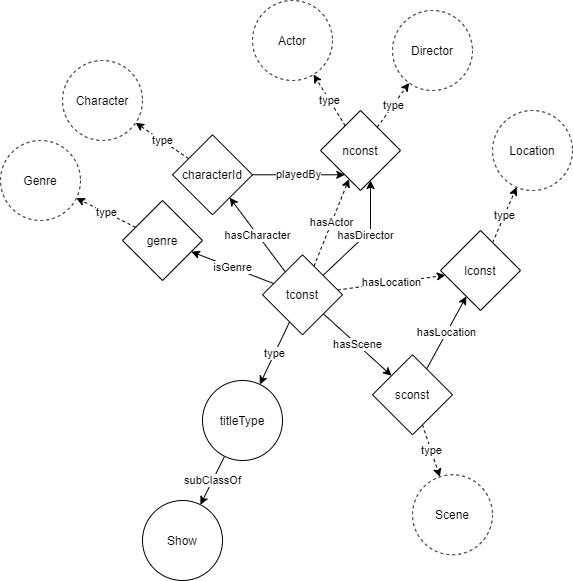 Actor
Director
Character
type
type
type
nconst
Location
characterId
playedBy
Genre
type
type
hasActor
hasCharacter
hasDirector
genre
isGenre
lconst
hasLocation
tconst
hasLocation
hasScene
type
sconst
titleType
type
subClassOf
Scene
Show